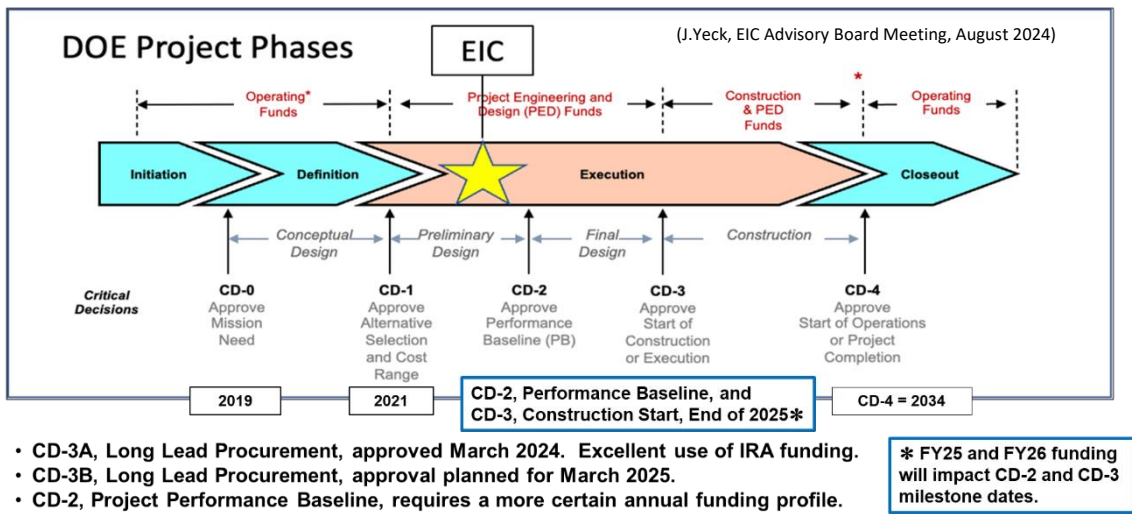 (J.Yeck, EIC Advisory Board Meeting, August 2024)
DOE Project Phases
EIC
Operating*
Funds
Project Engineering and
Design (PED) Funds
Construction
& PED
Funds
*
Operating
Funds
Initiation
Definition
Execution
Closeout
Conceptual
Design
Preliminary
Design
Final
Design
Construction
Critical
Decisions
CD-0
Approve
Mission
Need
CD-1
Approve
Alternative
Selection
and Cost
Range
CD-2
Approve
Performance
Baseline (PB)
CD-3
Approve
Start of
Construction
or Execution
CD-4
Approve
Start of Operations
or Project
Completion
2019
2021
CD-2, Performance Baseline, and
CD-3, Construction Start, End of 2025*
CD-4 = 2034
• CD-3A, Long Lead Procurement, approved March 2024. Excellent use of IRA funding.
• CD-3B, Long Lead Procurement, approval planned for March 2025.
• CD-2, Project Performance Baseline, requires a more certain annual funding profile.
* FY25 and FY26 funding
will impact CD-2 and CD-3
milestone dates.